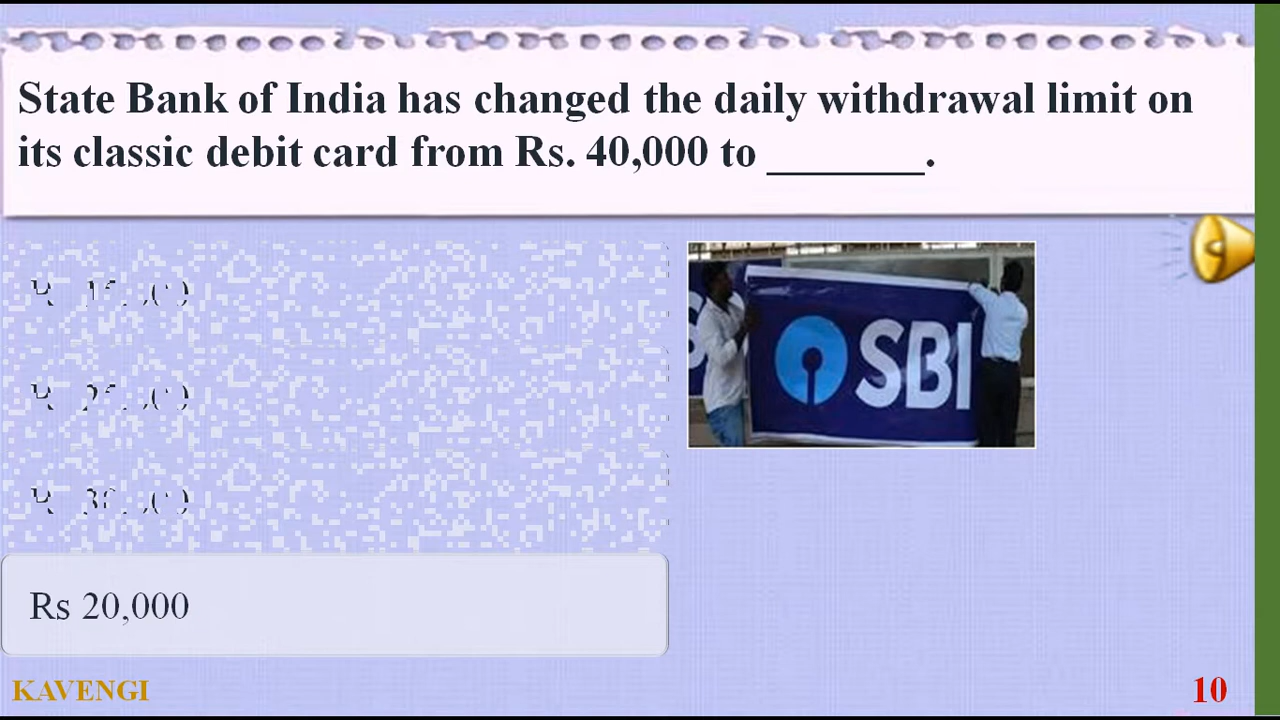 State Bank of India has changed the daily withdrawal limit on
its classic debit card from Rs. 40,000 to _______.
SBI
Rs 20,000
KAVENGI
10